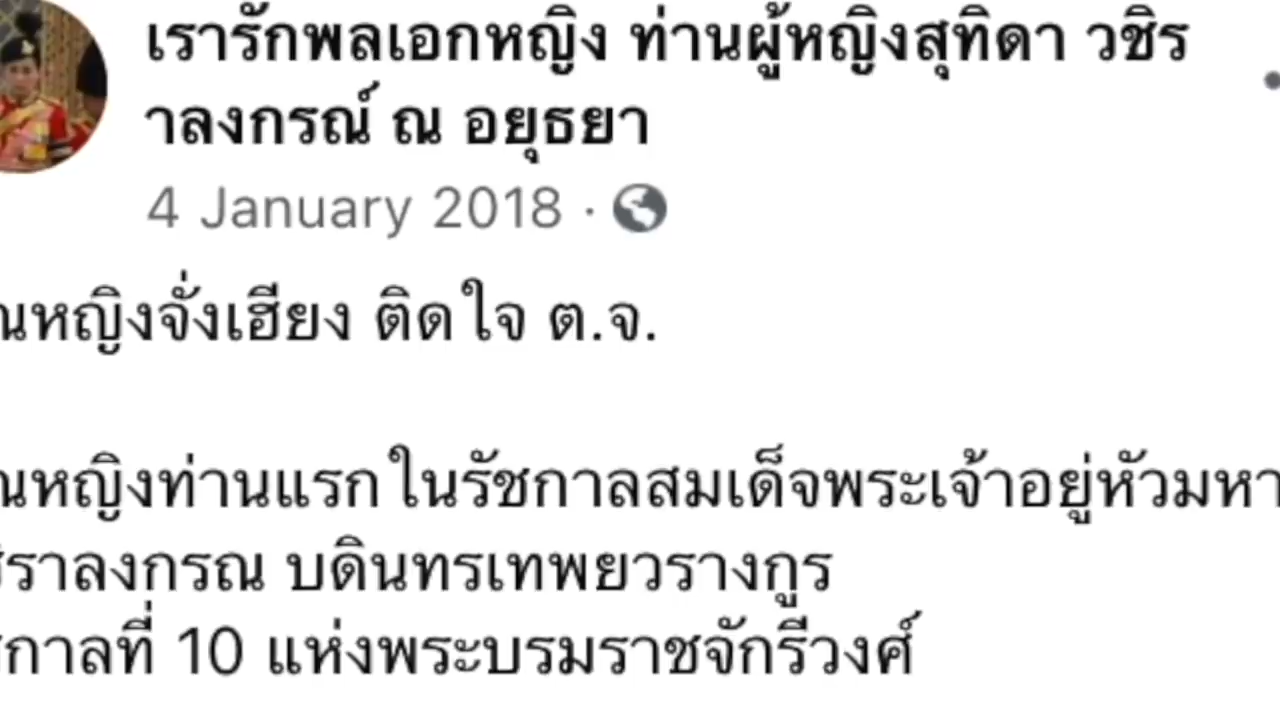 เรารักพลเอกหญิง ท่านผู้หญิงสุทิดา วชิร
าลงกรณ์ ณ อยุธยา
4 January 2018 ·
ณหญิงจั่งเฮียง ติดใจ ต.จ.
ณหญิงท่านแรกในรัชกาลสมเด็จพระเจ้าอยู่หัวมหา
ชิราลงกรณ บดินทรเทพยวรางกูร
กาลที่ 10 แห่งพระบรมราชจักรีวงศ์